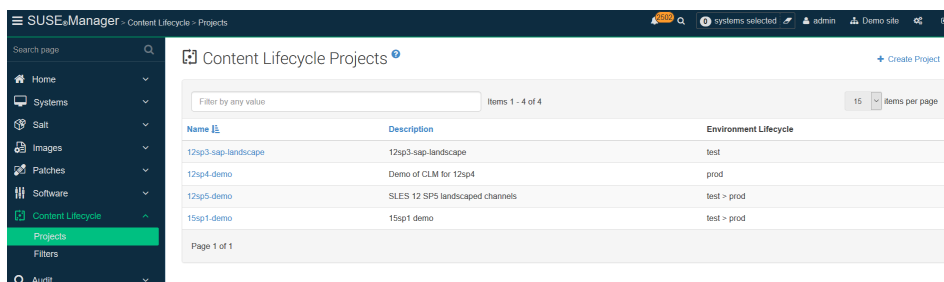 SUSE®Manager > Content Lifecycle > Projects
2502
0 systems selected
admin
Demo site
Search page
Home
Systems
Salt
Images
Patches
Software
Content Lifecycle
Projects
Filters
Audit
Content Lifecycle Projects ?
+ Create Project
Filter by any value
Items 1 - 4 of 4
15 items per page
Name Description Environment Lifecycle
12sp3-sap-landscape 12sp3-sap-landscape test
12sp4-demo Demo of CLM for 12sp4 prod
12sp5-demo SLES 12 SP5 landscaped channels test > prod
15sp1-demo 15sp1 demo test > prod
Page 1 of 1